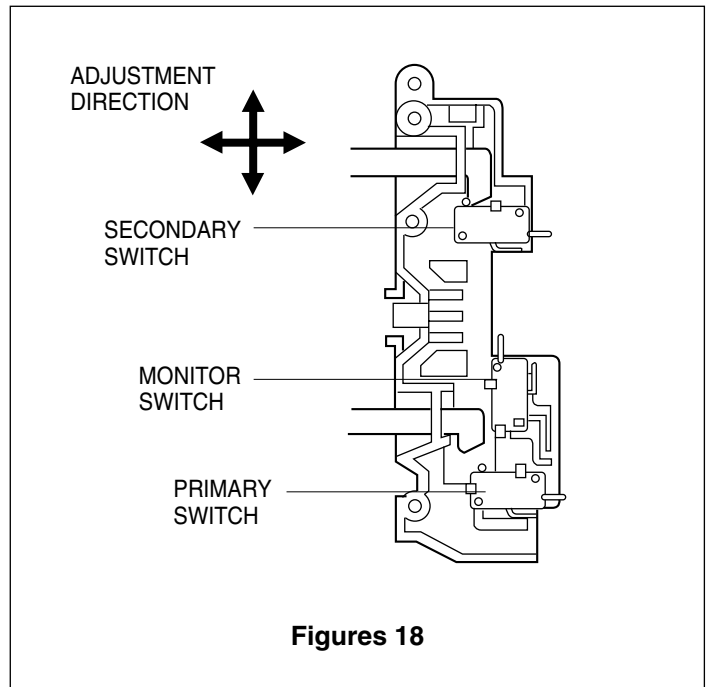 ADJUSTMENT
DIRECTION
SECONDARY
SWITCH
MONITOR
SWITCH
PRIMARY
SWITCH
Figures 18